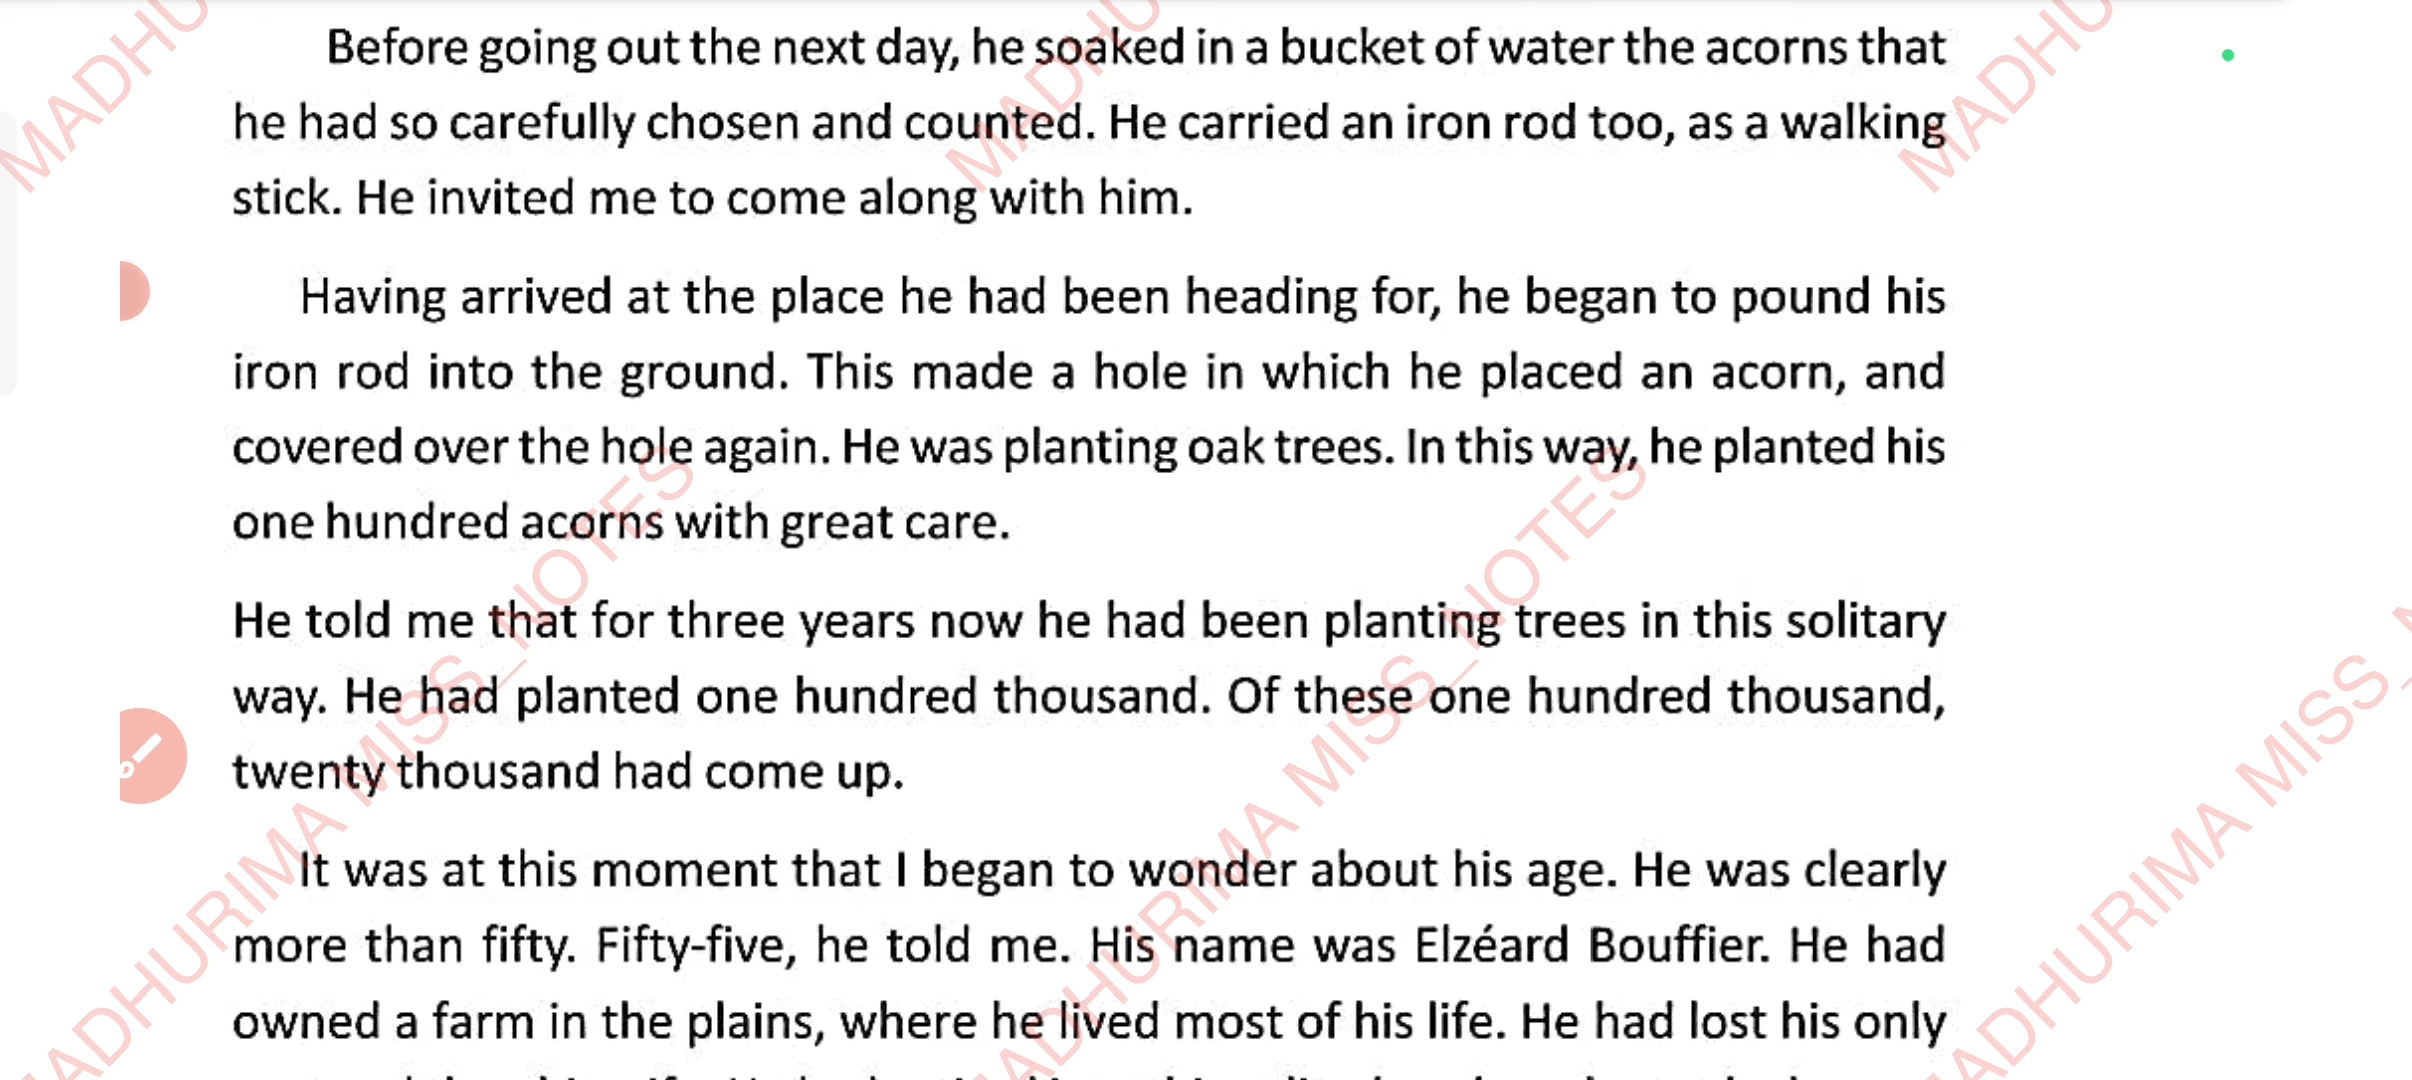 Before going out the next day, he soaked in a bucket of water the acorns that
he had so carefully chosen and counted. He carried an iron rod too, as a walking
stick. He invited me to come along with him.
Having arrived at the place he had been heading for, he began to pound his
iron rod into the ground. This made a hole in which he placed an acorn, and
covered over the hole again. He was planting oak trees. In this way, he planted his
one hundred acorns with great care.
He told me that for three years now he had been planting trees in this solitary
way. He had planted one hundred thousand. Of these one hundred thousand,
twenty thousand had come up.
It was at this moment that I began to wonder about his age. He was clearly
more than fifty. Fifty-five, he told me. His name was Elzéard Bouffier. He had
owned a farm in the plains, where he lived most of his life. He had lost his only
MADHU
MADHU
MADHU
MADHURIMA MISS_NOTES
MADHURIMA MISS_NOTES
MADHURIMA MISS_